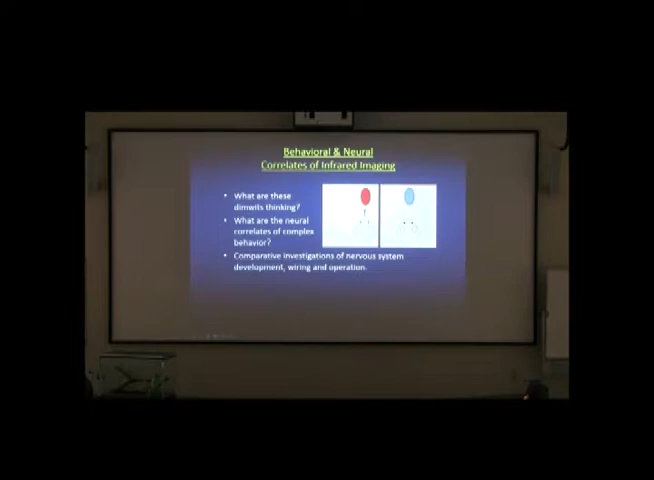 Behavioral & Neural
Correlates of Infrared Imaging
• What are these
dimwits thinking?
• What are the neural
correlates of complex
behavior?
• Comparative investigations of nervous system
development, wiring and operation.